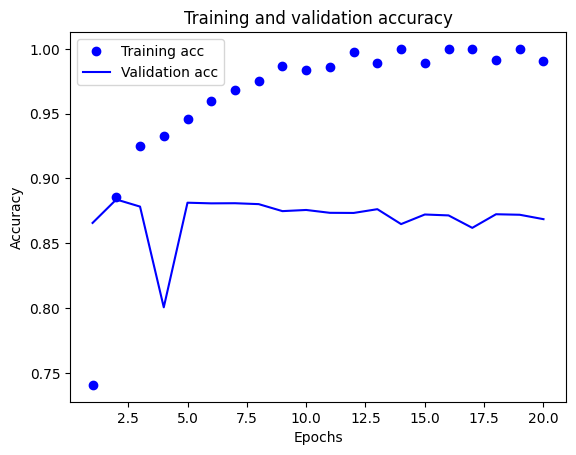 Training and validation accuracy
Training acc
Validation acc
Accuracy
1.00
0.95
0.90
0.85
0.80
0.75
2.5 5.0 7.5 10.0 12.5 15.0 17.5 20.0
Epochs